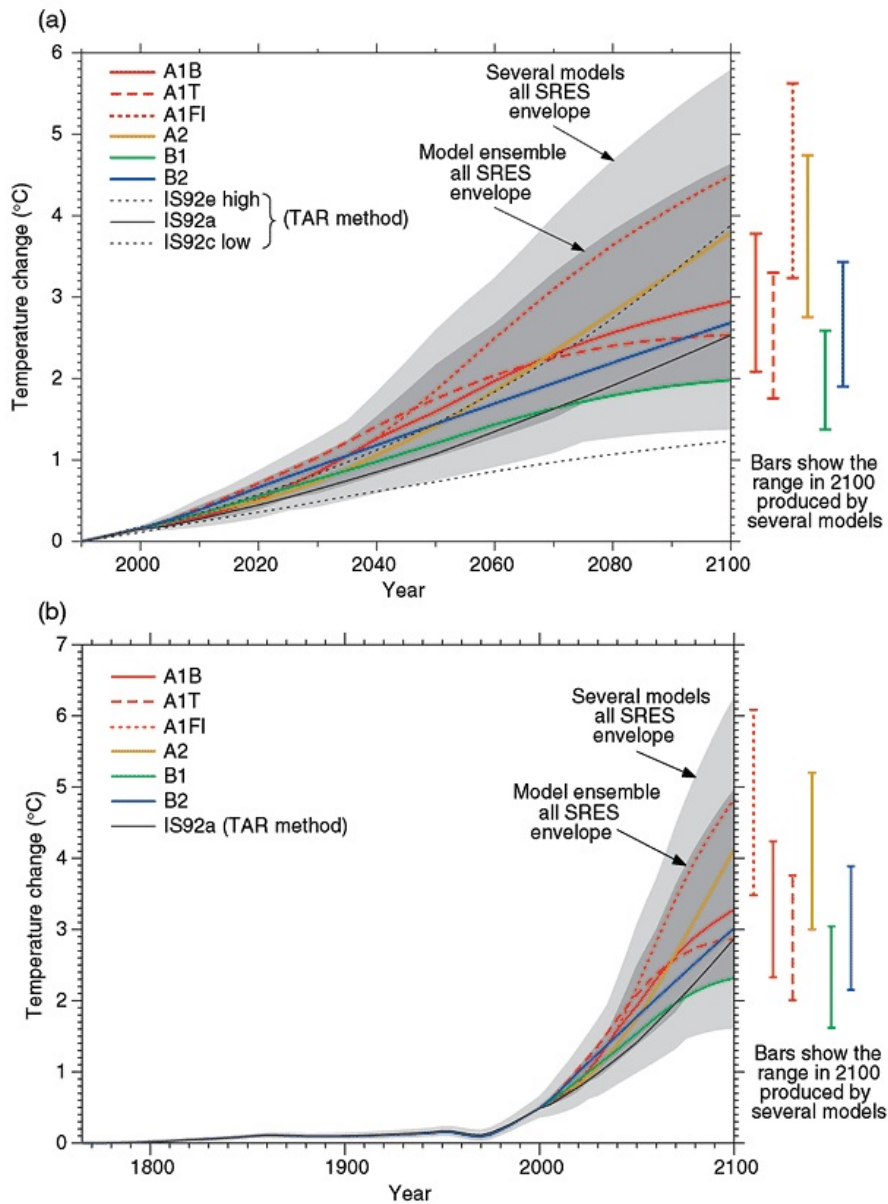 (a)
6
5
4
3
2
1
0
Temperature change (°C)
A1B
A1T
A1FI
A2
B1
B2
IS92e high
IS92a
IS92c low
(TAR method)
Several models
all SRES
envelope
Model ensemble
all SRES
envelope
2000
2020
2040
2060
2080
2100
Year
Bars show the
range in 2100
produced by
several models
(b)
7
6
5
4
3
2
1
0
Temperature change (°C)
A1B
A1T
A1FI
A2
B1
B2
IS92a (TAR method)
Several models
all SRES
envelope
Model ensemble
all SRES
envelope
1800
1900
2000
2100
Year
Bars show the
range in 2100
produced by
several models